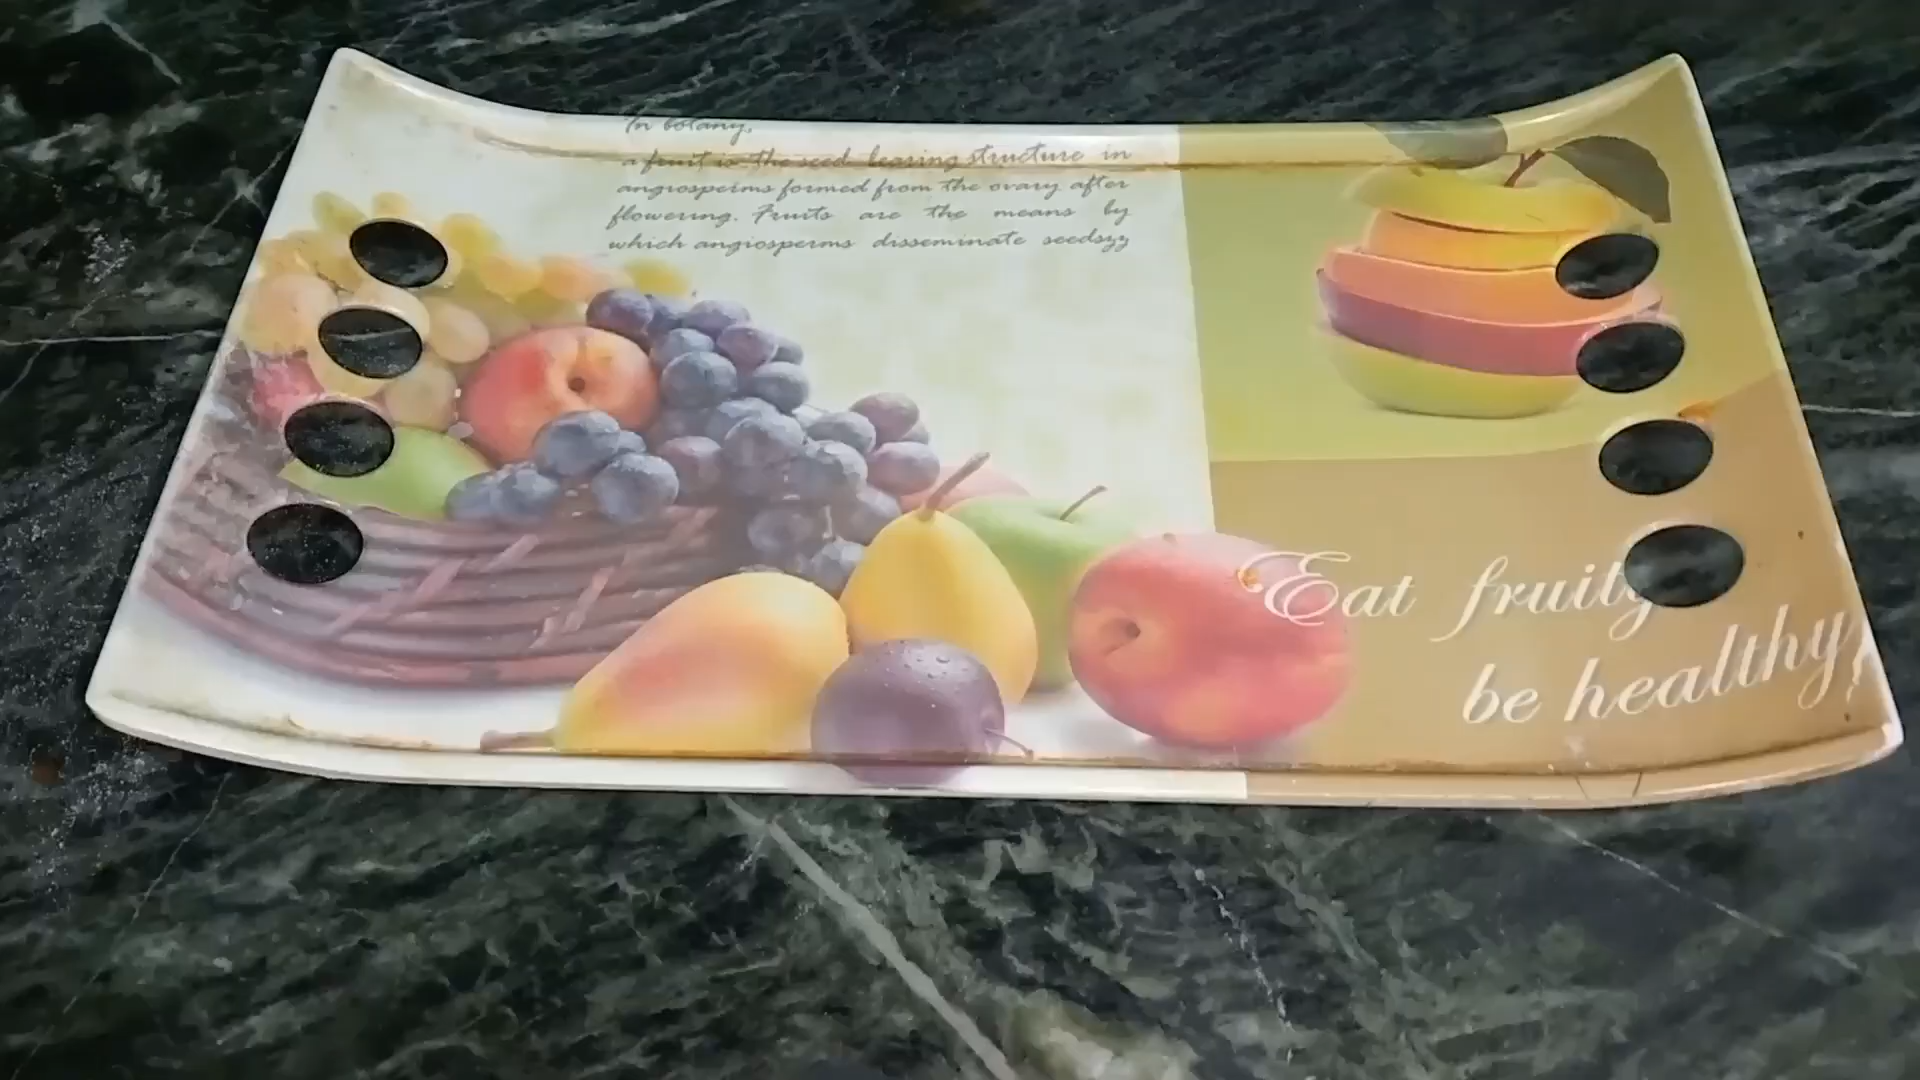 In botany,
a fruit is the seed bearing structure in
angiosperms formed from the ovary after
flowering. Fruits are the means by
which angiosperms disseminate seedszz
Eat fruity
be healthy!